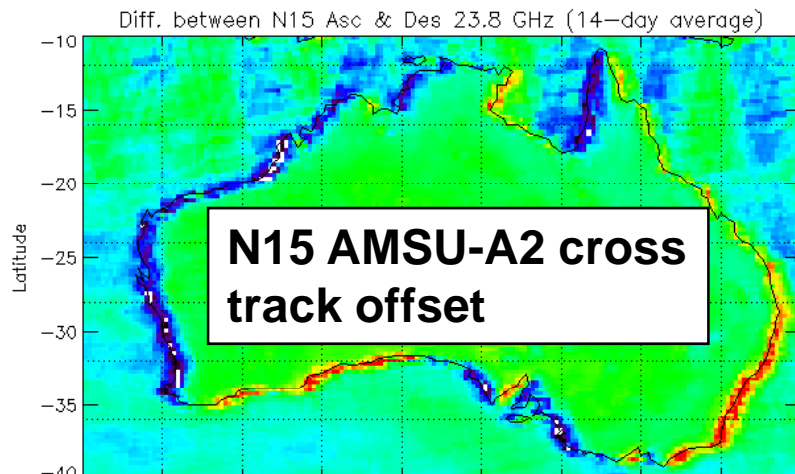 Diff. between N15 Asc & Des 23.8 GHz (14-day average)
-10
-15
-20
-25
-30
-35
-40
Latitude
N15 AMSU-A2 cross
track offset